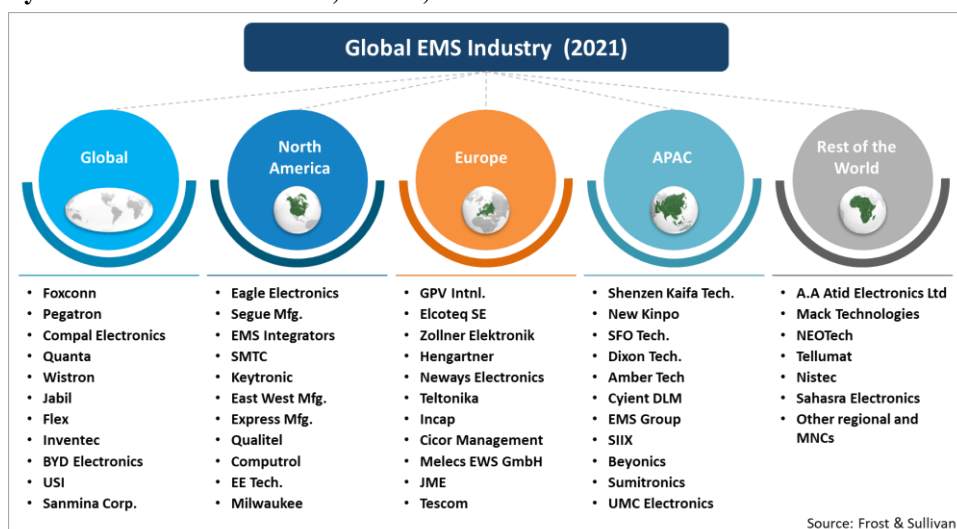 Global EMS Industry (2021)
Global
North
America
Europe
APAC
Rest of the
World
• Foxconn
• Pegatron
• Compal Electronics
• Quanta
• Wistron
• Jabil
• Flex
• Inventec
• BYD Electronics
• USI
• Sanmina Corp.
• Eagle Electronics
• Segue Mfg.
• EMS Integrators
• SMTC
• Keytronic
• East West Mfg.
• Express Mfg.
• Qualitel
• Computrol
• EE Tech.
• Milwaukee
• GPV Intnl.
• Elcoteq SE
• Zollner Elektronik
• Hengartner
• Neways Electronics
• Teltonika
• Incap
• Cicor Management
• Melecs EWS GmbH
• JME
• Tescom
• Shenzen Kaifa Tech.
• New Kinpo
• SFO Tech.
• Dixon Tech.
• Amber Tech
• Cyient DLM
• EMS Group
• SIIX
• Beyonics
• Sumitronics
• UMC Electronics
• A.A Atid Electronics Ltd
• Mack Technologies
• NEOTech
• Tellumat
• Nistec
• Sahasra Electronics
• Other regional and
MNCs
Source: Frost & Sullivan